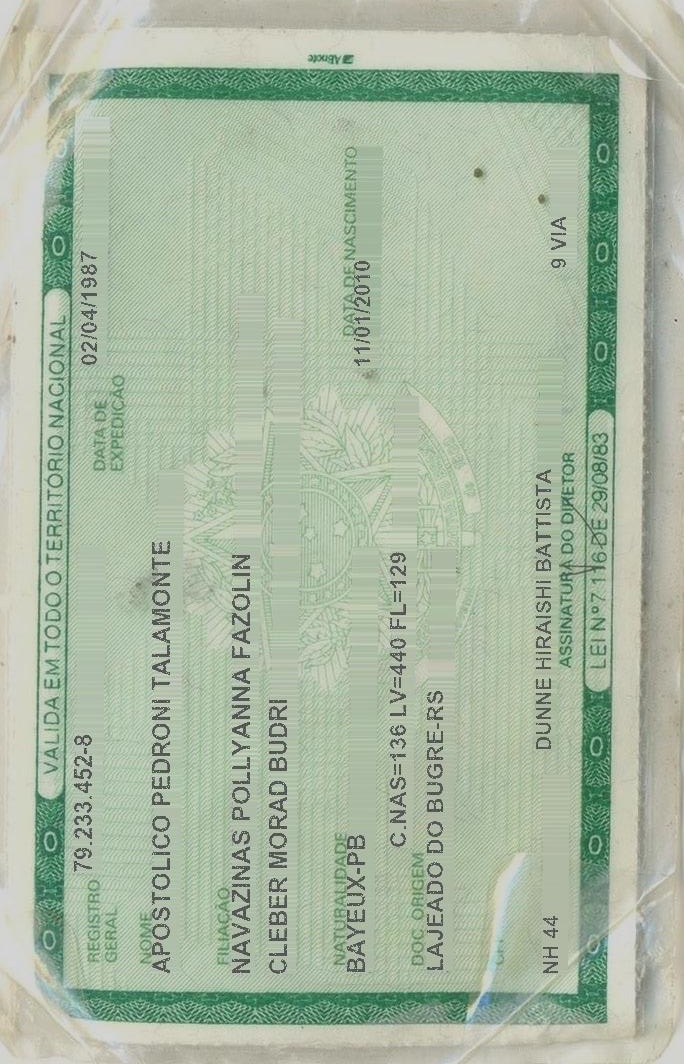 ABnote
VALIDA EM TODO O TERRITÓRIO NACIONAL
REGISTRO GERAL 79.233.452-8 DATA DE EXPEDIÇÃO 02/04/1987
NOME
APOSTOLICO PEDRONI TALAMONTE
FILIAÇÃO
NAVAZINAS POLLYANNA FAZOLIN
CLEBER MORAD BUDRI
NATURALIDADE DATA DE NASCIMENTO
BAYEUX-PB 11/01/2010
DOC ORIGEM C.NAS=136 LV=440 FL=129
LAJEADO DO BUGRE-RS
NH 44 DUNNE HIRAISHI BATTISTA 9 VIA
ASSINATURA DO DIRETOR
LEI Nº 7.116 DE 29/08/83